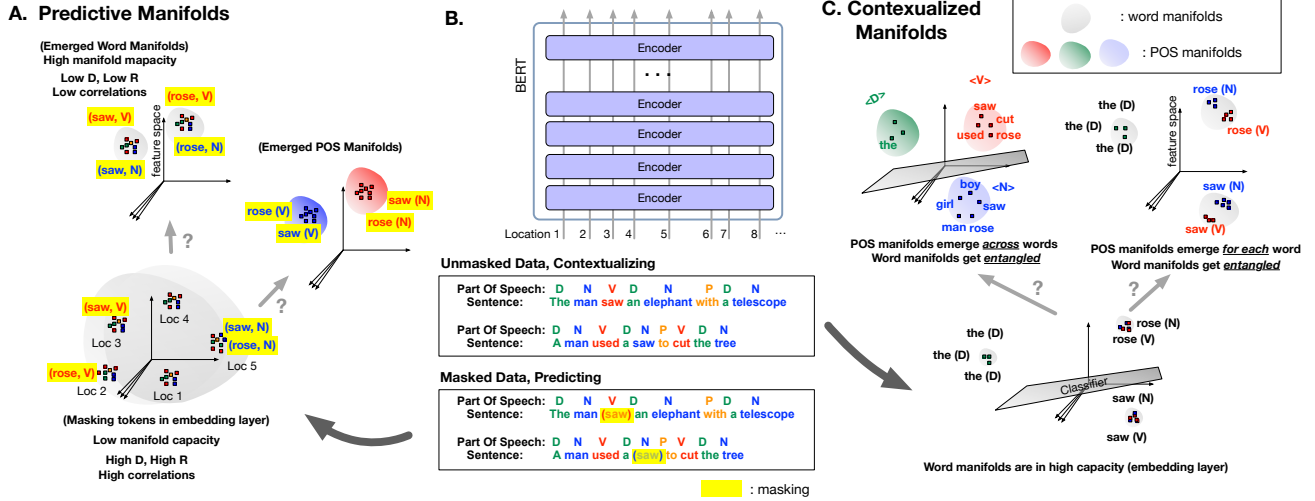 A. Predictive Manifolds
(Emerged Word Manifolds)
High manifold mapacity
Low D, Low R
Low correlations
(rose, V)
(saw, V)
(rose, N)
(saw, N)
feature space
(Emerged POS Manifolds)
rose (V)
saw (V)
saw (N)
rose (N)
?
?
(saw, V)
Loc 3
Loc 4
(saw, N)
(rose, N)
Loc 5
(rose, V)
Loc 2
Loc 1
(Masking tokens in embedding layer)
Low manifold capacity
High D, High R
High correlations
B.
BERT
Encoder
...
Encoder
Encoder
Encoder
Encoder
Location 1 2 3 4 5 6 7 8 ...
Unmasked Data, Contextualizing
Part Of Speech: D N V D N P D N
Sentence: The man saw an elephant with a telescope
Part Of Speech: D N V D N P V D N
Sentence: A man used a saw to cut the tree
Masked Data, Predicting
Part Of Speech: D N V D N P D N
Sentence: The man (saw) an elephant with a telescope
Part Of Speech: D N V D N P V D N
Sentence: A man used a (saw) to cut the tree
: masking
C. Contexualized
Manifolds
: word manifolds
: POS manifolds
<D>
the
<V>
saw
cut
used
rose
boy
<N>
girl
saw
man
rose
POS manifolds emerge across words
Word manifolds get entangled
the (D)
the (D)
the (D)
feature space
rose (N)
rose (V)
saw (N)
saw (V)
POS manifolds emerge for each word
Word manifolds get entangled
?
?
the (D)
the (D)
the (D)
rose (N)
rose (V)
Classifier
saw (N)
saw (V)
Word manifolds are in high capacity (embedding layer)